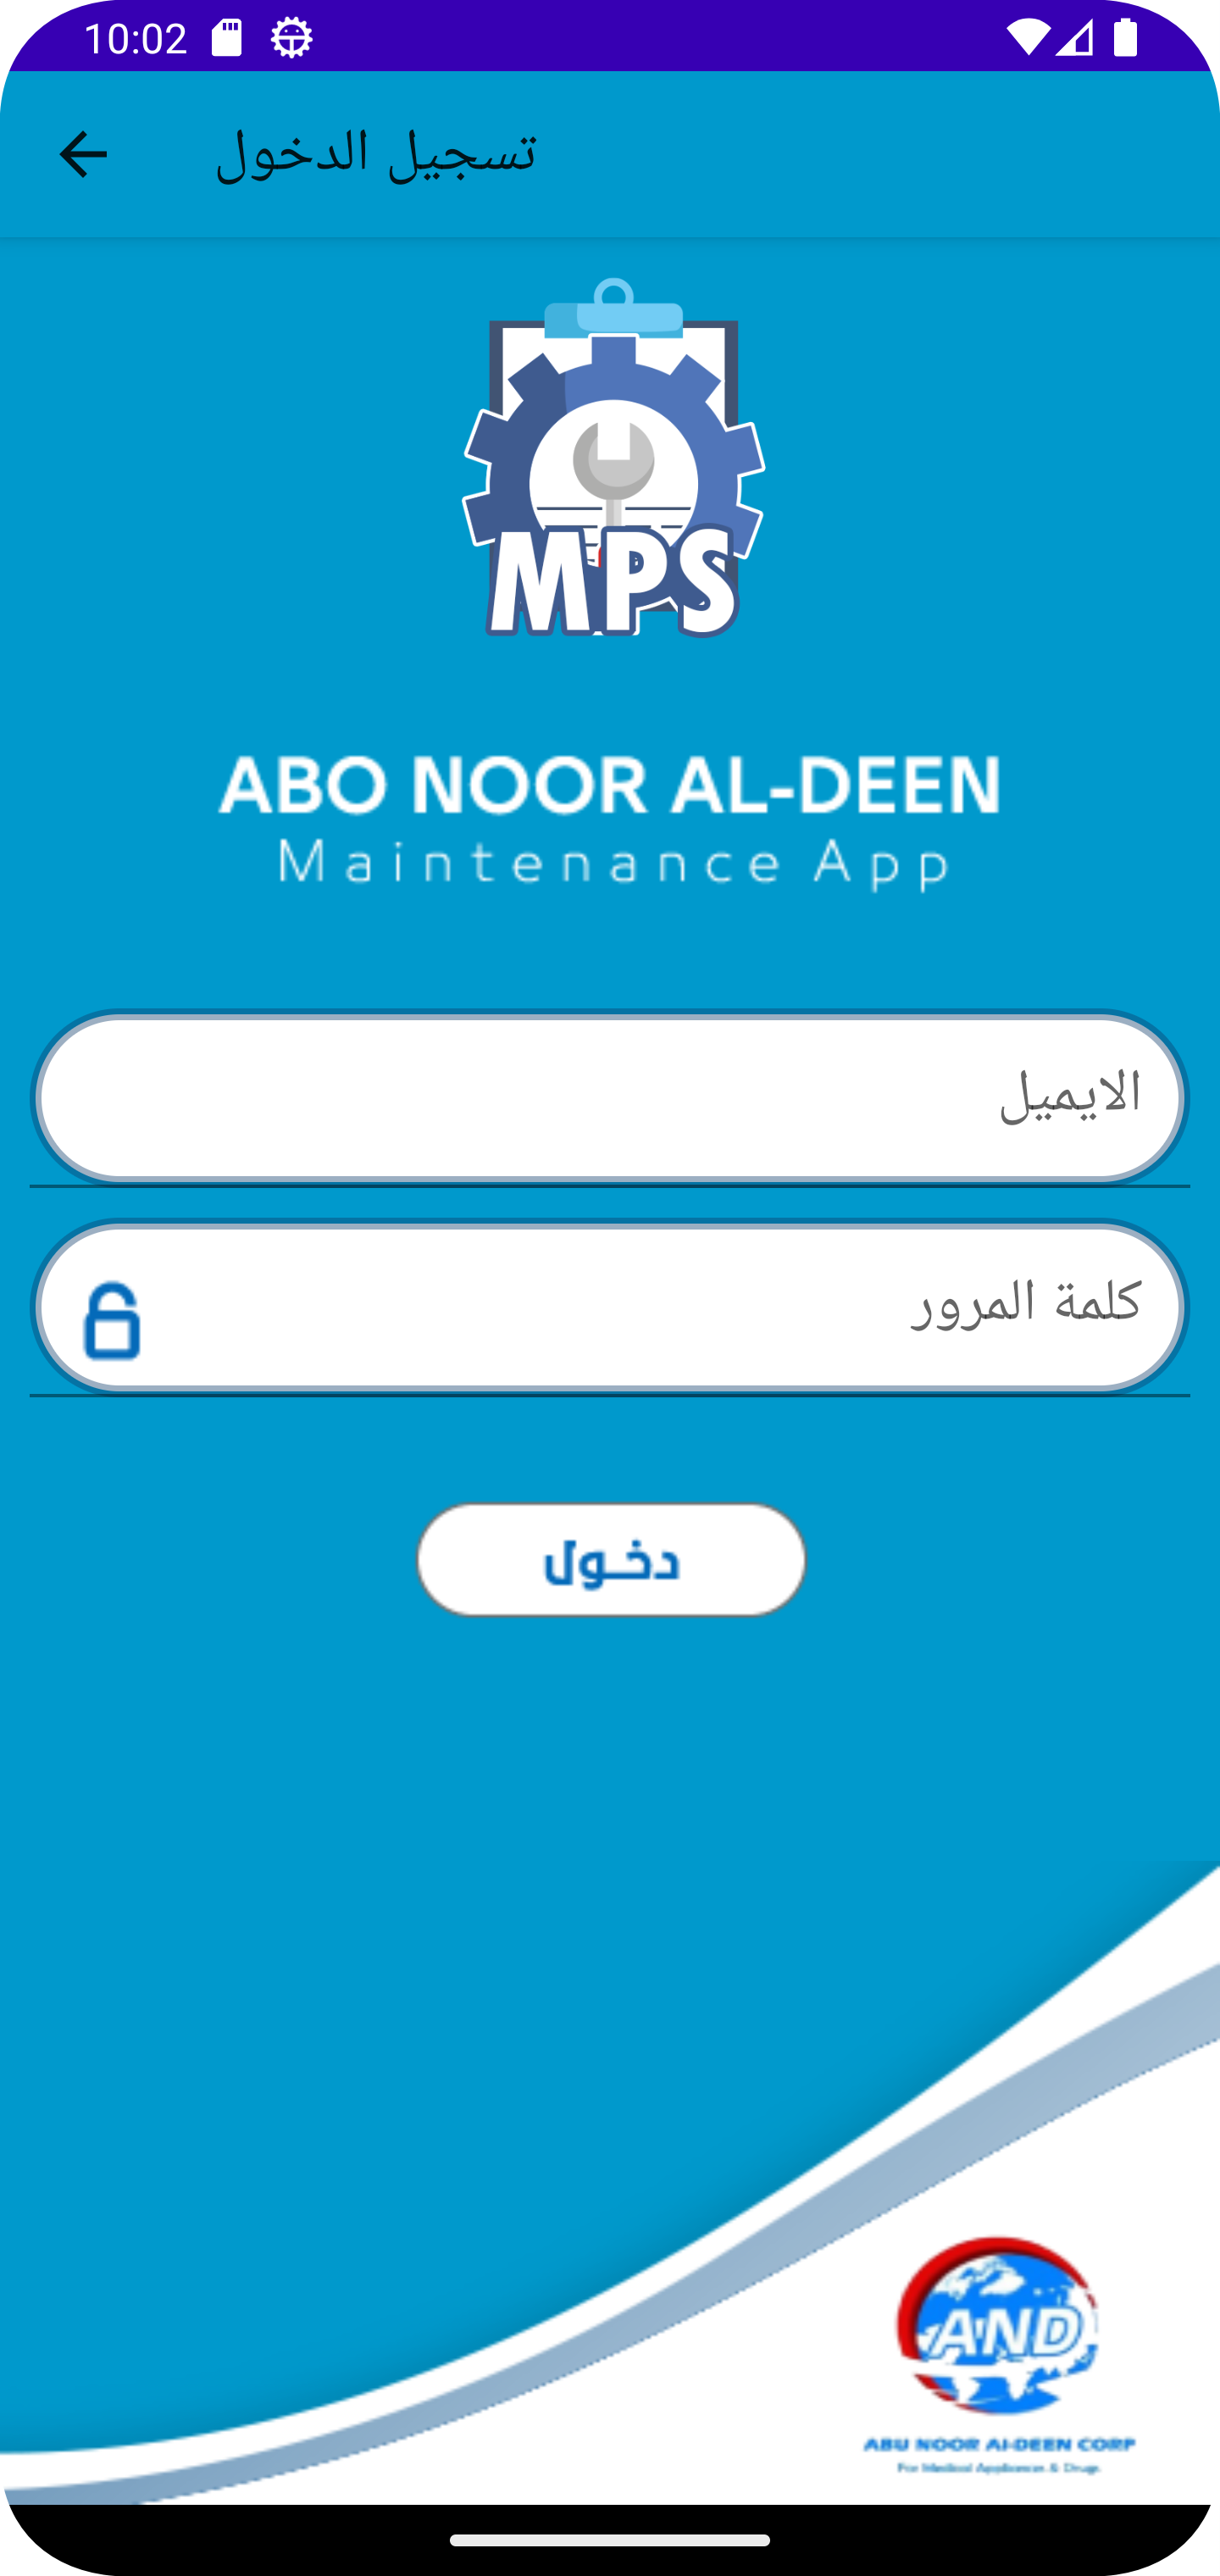 10:02
تسجيل الدخول
MPS
ABO NOOR AL-DEEN
Maintenance App
الايميل
كلمة المرور
دخول
AND
ABU NOOR Al-DEEN CORP
For Medical Appliances & Drugs